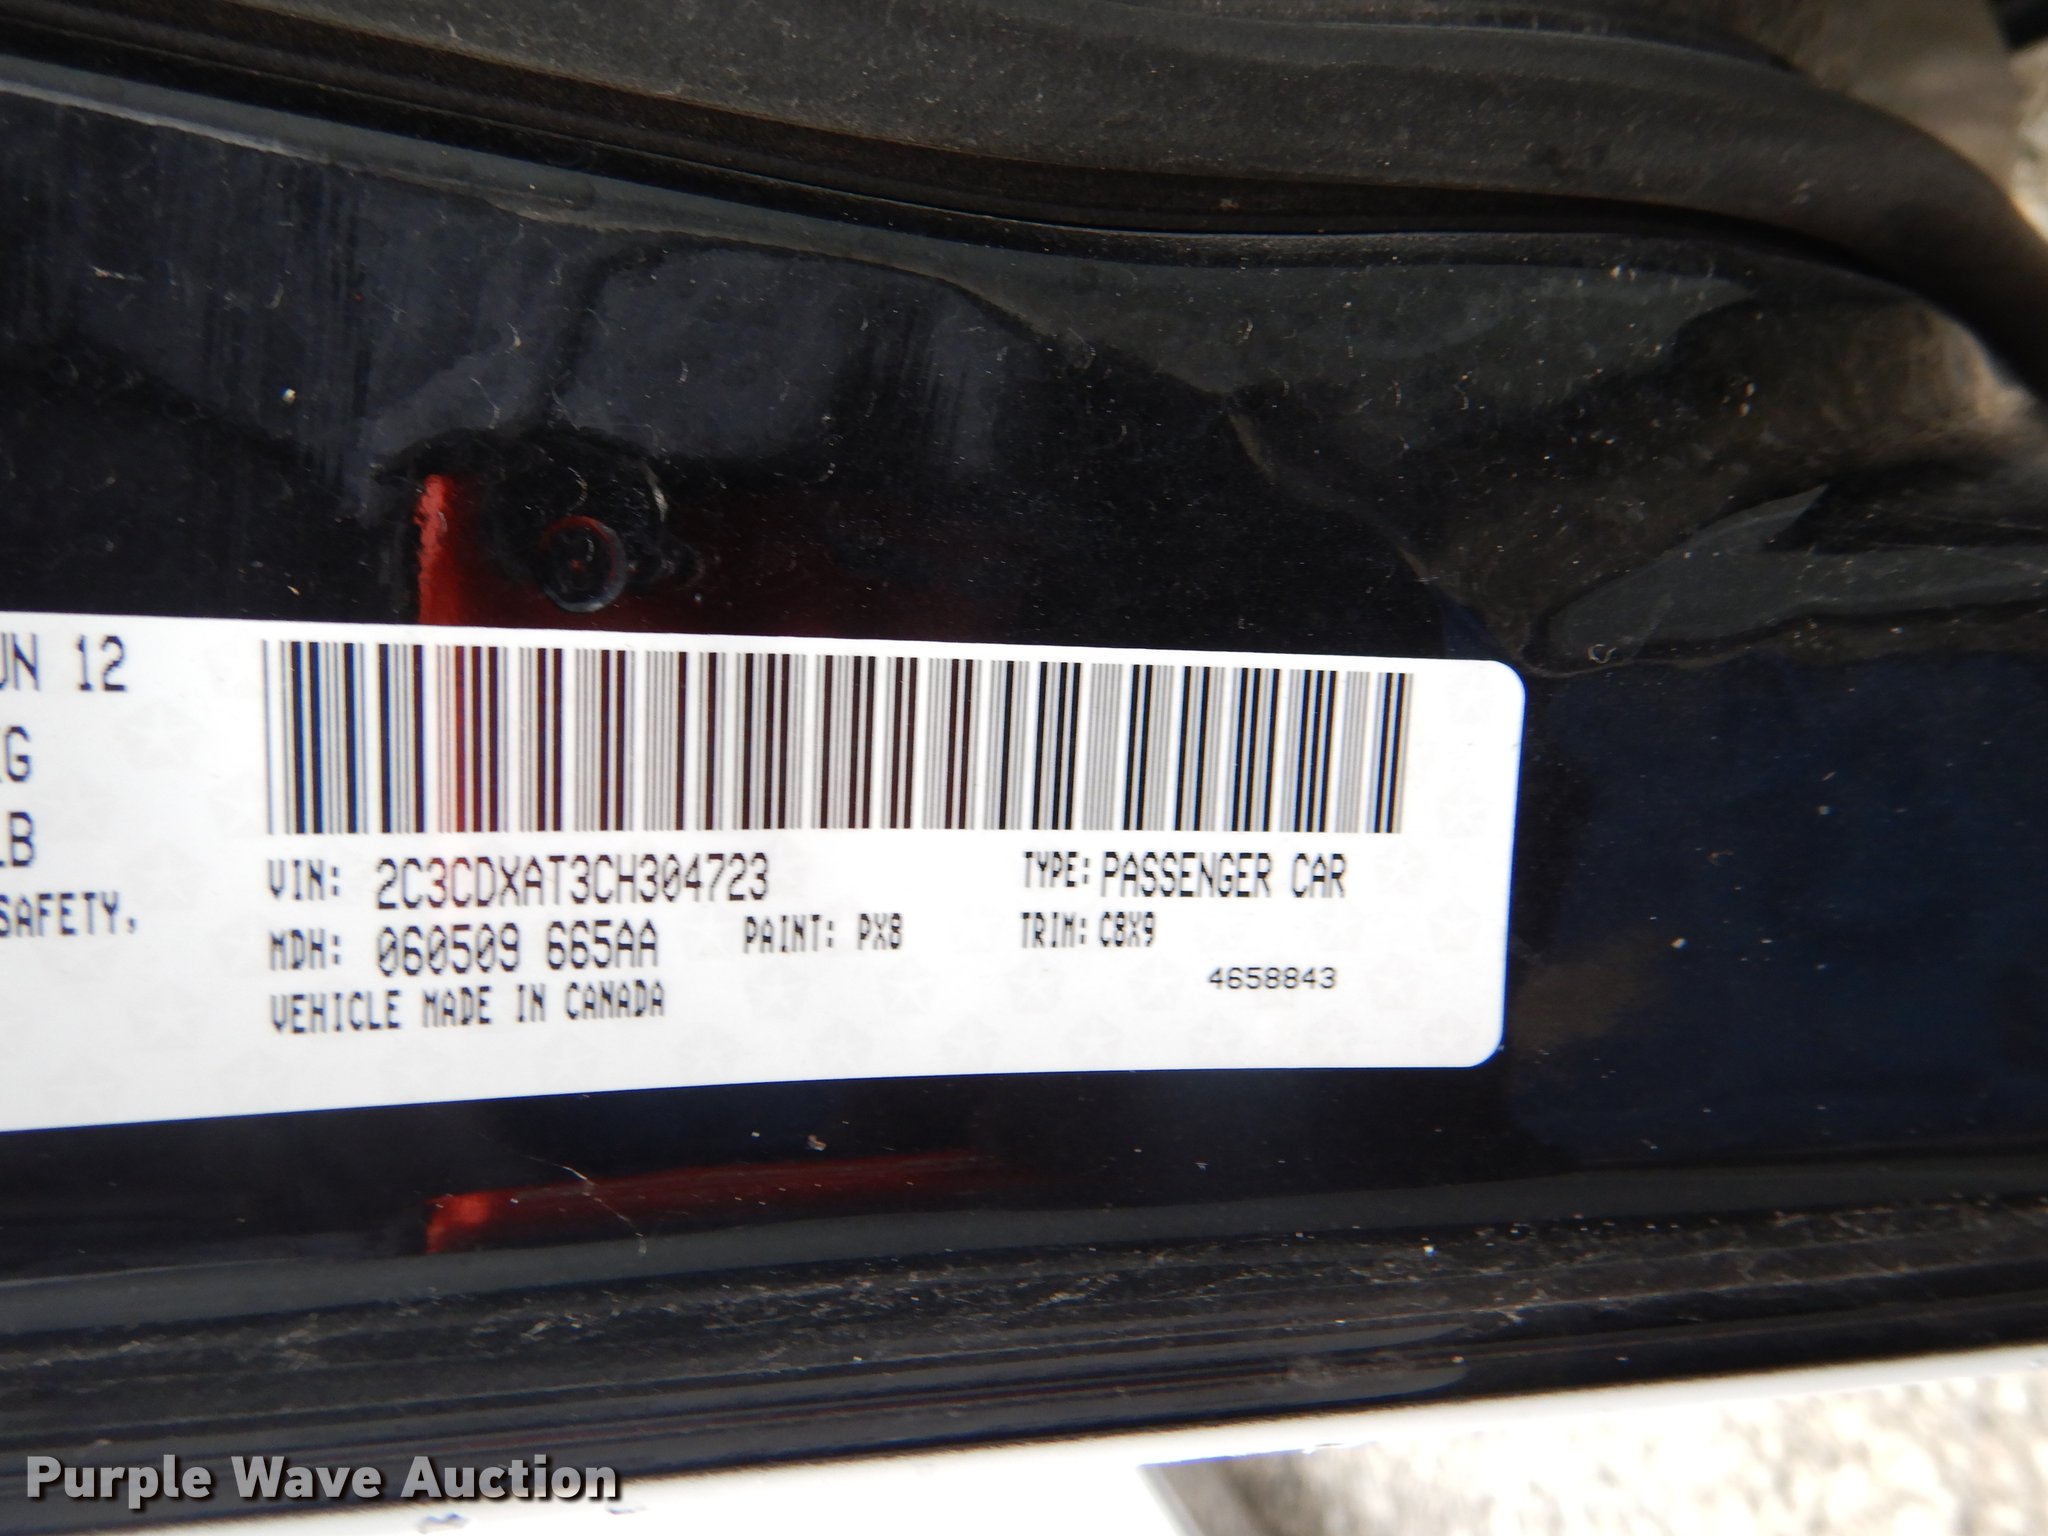 UN 12
G
LB
SAFETY,
VIN: 2C3CDXAT3CH304723
TYPE: PASSENGER CAR
MDH: 060509 665AA
PAINT: PX8
TRIM: C8X9
4658843
VEHICLE MADE IN CANADA
Purple Wave Auction